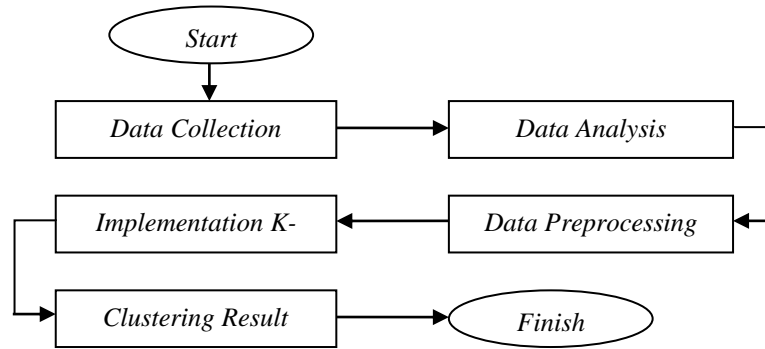 Start
Data Collection
Data Analysis
Data Preprocessing
Implementation K-
Clustering Result
Finish